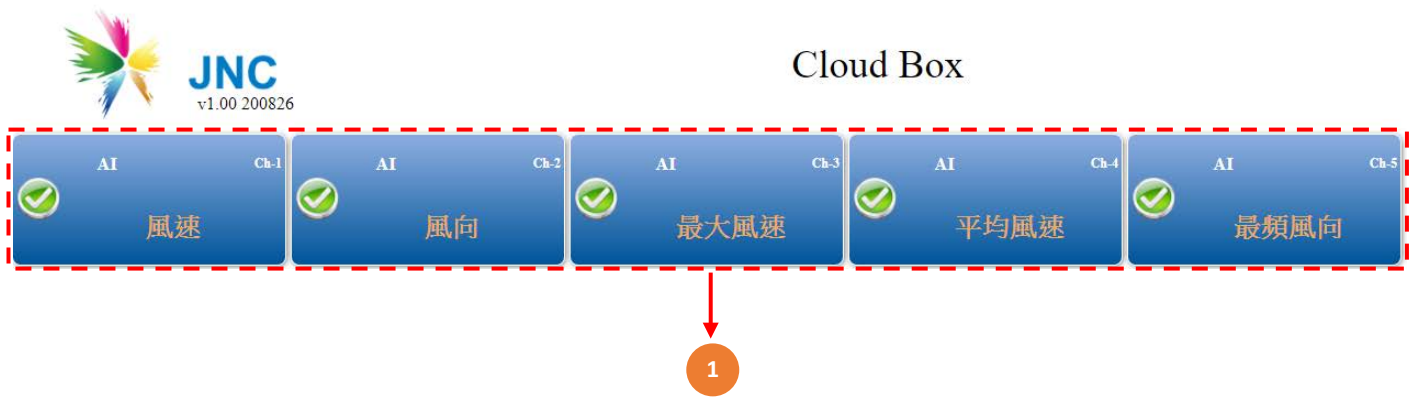 JNC
v1.00 200826
Cloud Box
AI Ch-1
風速
AI Ch-2
風向
AI Ch-3
最大風速
AI Ch-4
平均風速
AI Ch-5
最頻風向
1